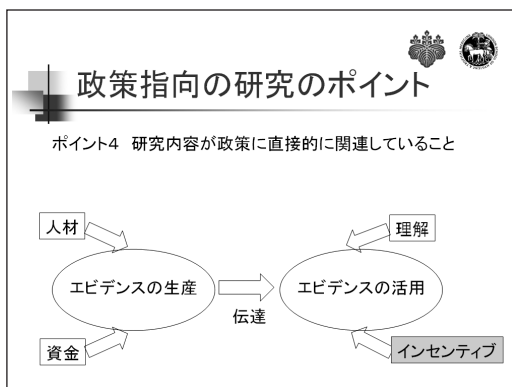 政策指向の研究のポイント
ポイント4 研究内容が政策に直接的に関連していること
人材
理解
エビデンスの生産
エビデンスの活用
伝達
資金
インセンティブ